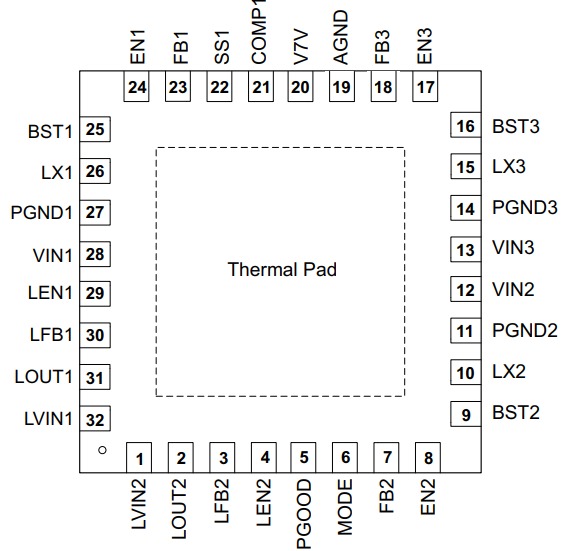 EN1
FB1
SS1
COMP1
V7V
AGND
FB3
EN3
24
23
22
21
20
19
18
17
BST1 25
LX1 26
PGND1 27
VIN1 28
LEN1 29
LFB1 30
LOUT1 31
LVIN1 32
Thermal Pad
16 BST3
15 LX3
14 PGND3
13 VIN3
12 VIN2
11 PGND2
10 LX2
9 BST2
1
2
3
4
5
6
7
8
LVIN2
LOUT2
LFB2
LEN2
PGOOD
MODE
FB2
EN2